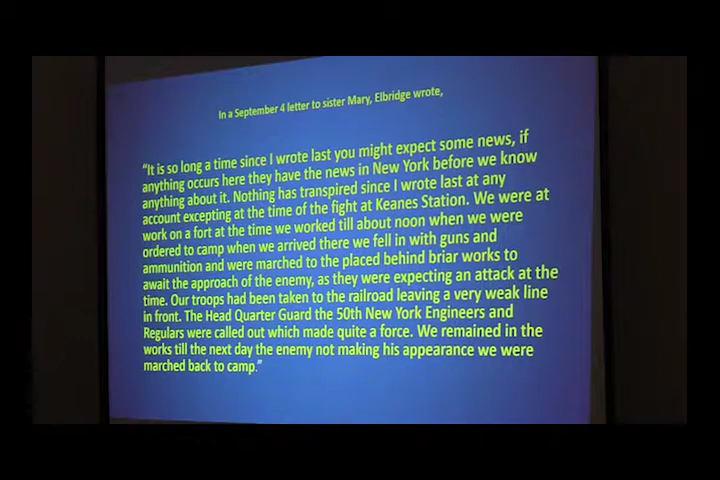 In a September 4 letter to sister Mary, Elbridge wrote,
"It is so long a time since I wrote last you might expect some news, if
anything occurs here they have the news in New York before we know
anything about it. Nothing has transpired since I wrote last at any
account excepting at the time of the fight at Keanes Station. We were at
work on a fort at the time we worked till about noon when we were
ordered to camp when we arrived there we fell in with guns and
ammunition and were marched to the placed behind briar works to
await the approach of the enemy, as they were expecting an attack at the
time. Our troops had been taken to the railroad leaving a very weak line
in front. The Head Quarter Guard the 50th New York Engineers and
Regulars were called out which made quite a force. We remained in the
works till the next day the enemy not making his appearance we were
marched back to camp."